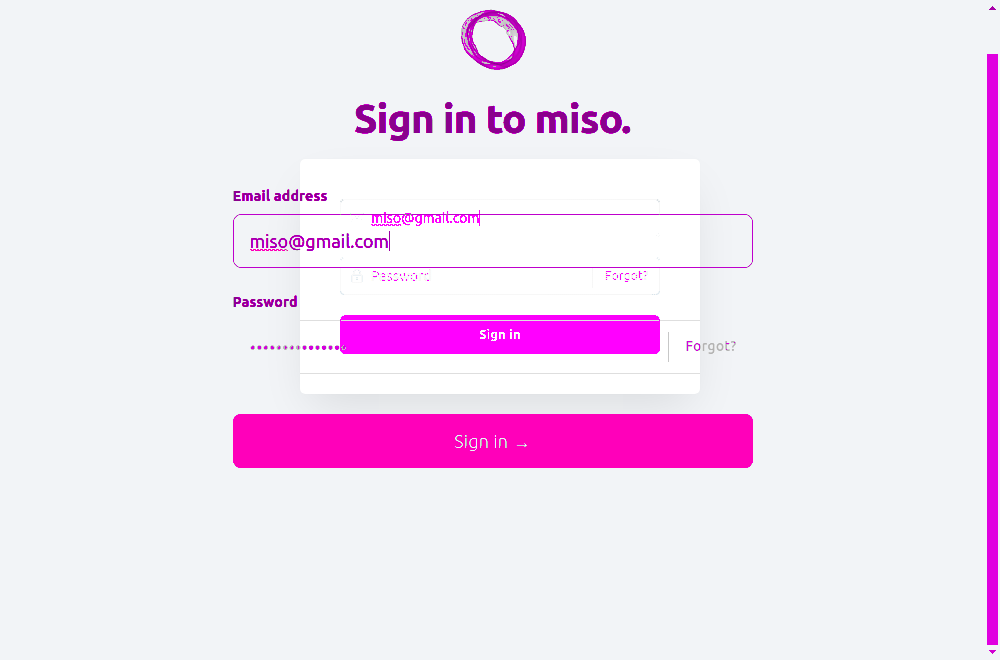 Sign in to miso.
Email address
miso@gmail.com
miso@gmail.com
Password Forgot?
Password
Sign in
Forgot?
Sign in →